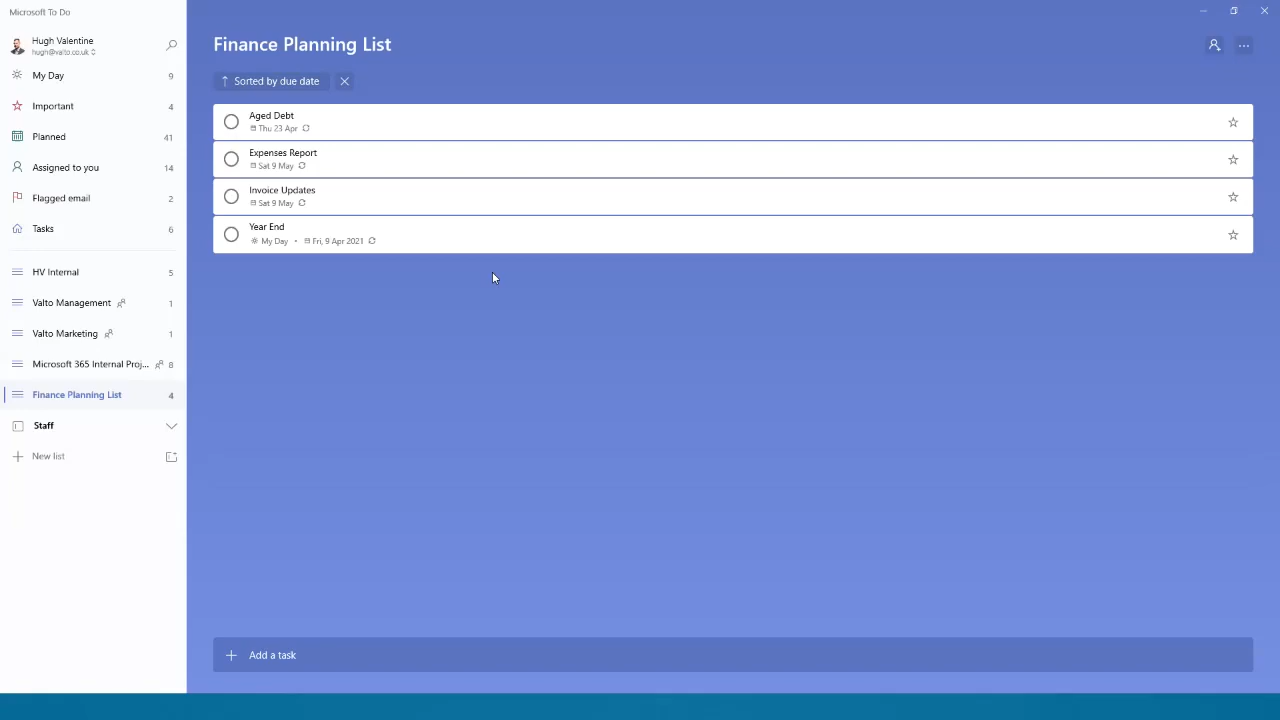 Microsoft To Do
Hugh Valentine
hugh@valto.co.uk
My Day 9
Important 4
Planned 41
Assigned to you 14
Flagged email 2
Tasks 6
HV Internal 5
Valto Management 1
Valto Marketing 1
Microsoft 365 Internal Proj... 8
Finance Planning List 4
Staff
New list
Finance Planning List
Sorted by due date
Aged Debt
Thu 23 Apr
Expenses Report
Sat 9 May
Invoice Updates
Sat 9 May
Year End
My Day • Fri, 9 Apr 2021
Add a task